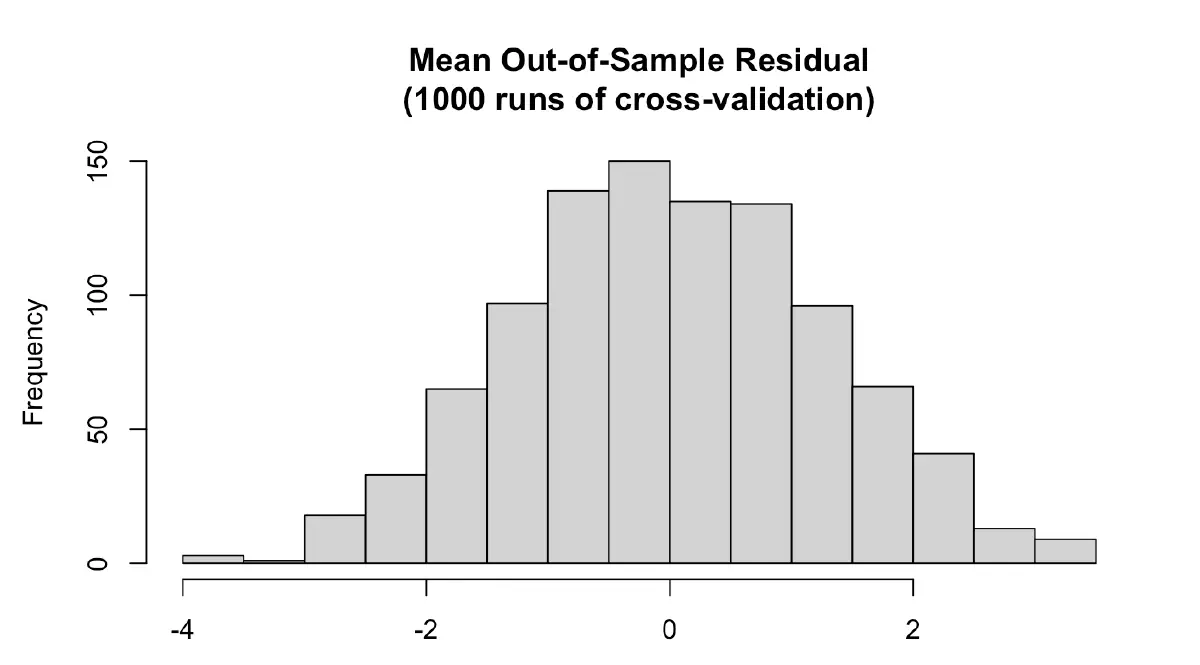 Mean Out-of-Sample Residual
(1000 runs of cross-validation)
150
100
50
0
Frequency
-4
-2
0
2